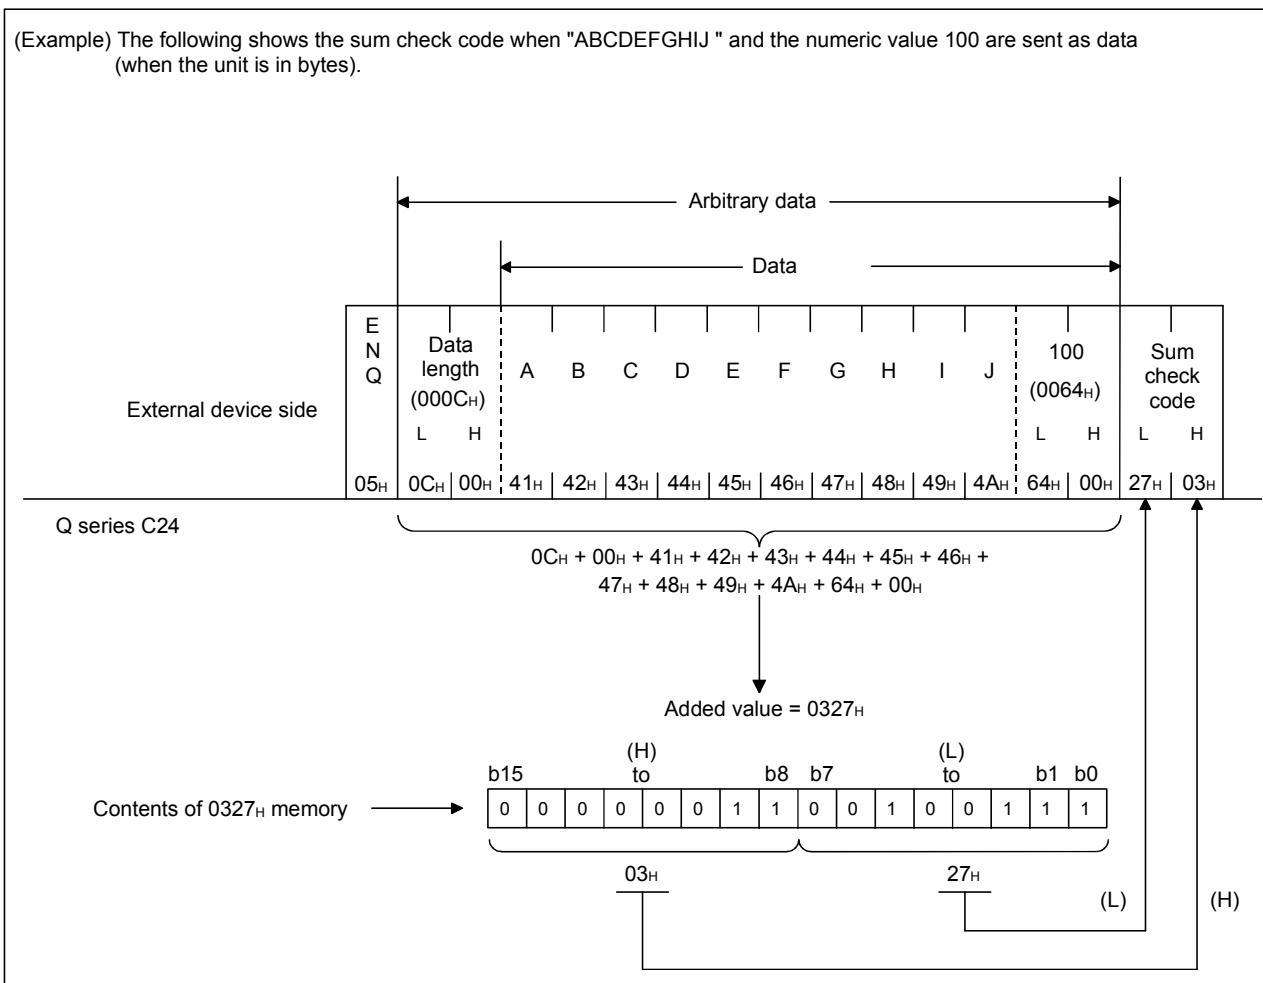 (Example) The following shows the sum check code when "ABCDEFGHIJ " and the numeric value 100 are sent as data
(when the unit is in bytes).
Arbitrary data
Data
E
N
Q
Data
length
(000CH)
A B C D E F G H I J
100
(0064H)
Sum
check
code
External device side
L H L H L H
05H 0CH 00H 41H 42H 43H 44H 45H 46H 47H 48H 49H 4AH 64H 00H 27H 03H
Q series C24
0CH + 00H + 41H + 42H + 43H + 44H + 45H + 46H +
47H + 48H + 49H + 4AH + 64H + 00H
Added value = 0327H
(H) (L)
b15 to b8 b7 to b1 b0
Contents of 0327H memory
0 0 0 0 0 0 1 1 0 0 1 0 0 1 1 1
03H 27H
(L) (H)